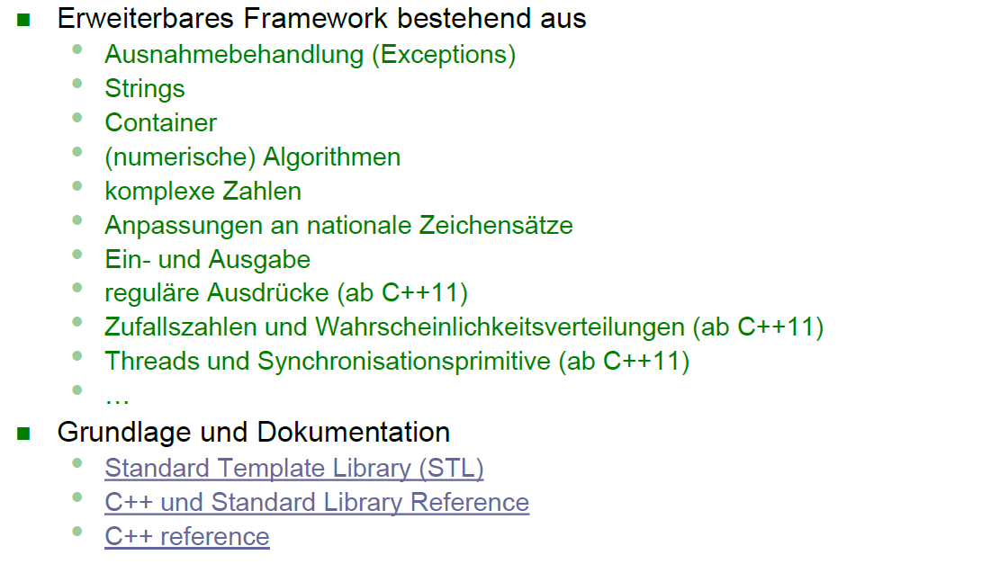 Erweiterbares Framework bestehend aus
Ausnahmebehandlung (Exceptions)
Strings
Container
(numerische) Algorithmen
komplexe Zahlen
Anpassungen an nationale Zeichensätze
Ein- und Ausgabe
reguläre Ausdrücke (ab C++11)
Zufallszahlen und Wahrscheinlichkeitsverteilungen (ab C++11)
Threads und Synchronisationsprimitive (ab C++11)
…
Grundlage und Dokumentation
Standard Template Library (STL)
C++ und Standard Library Reference
C++ reference